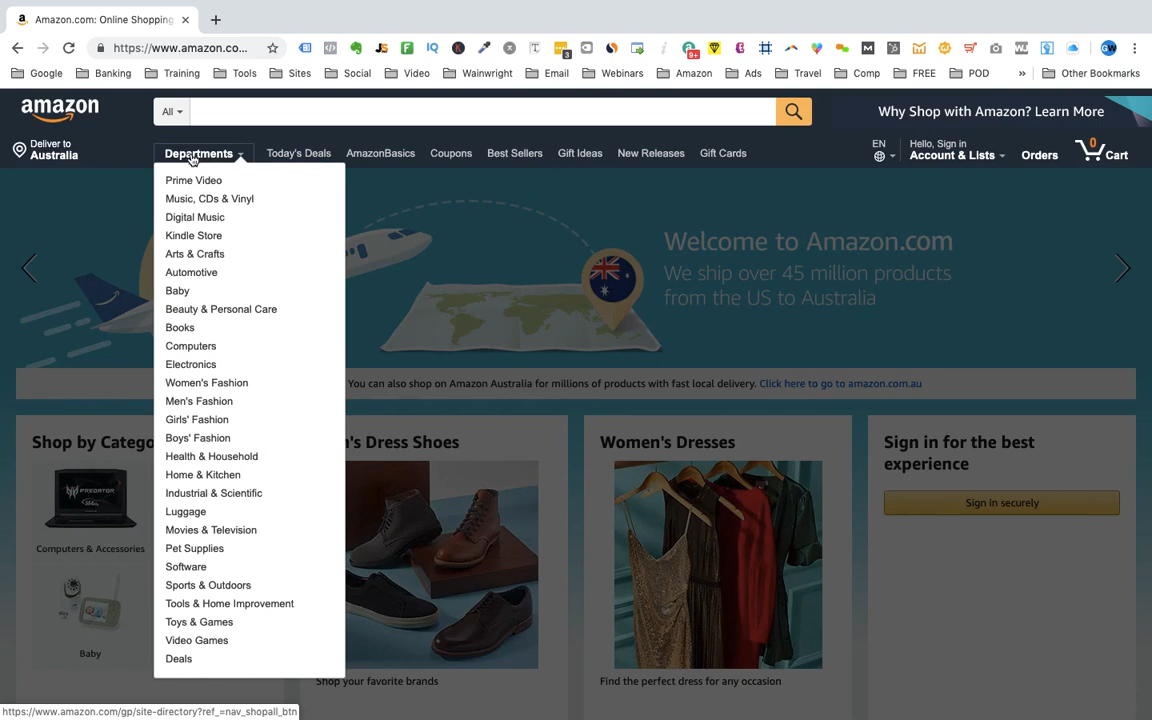 Amazon.com: Online Shopping
https://www.amazon.co...
Google
Banking
Training
Tools
Sites
Social
Video
Wainwright
Email
Webinars
Amazon
Ads
Travel
Comp
FREE
POD
»
Other Bookmarks
amazon
All
Why Shop with Amazon? Learn More
Deliver to
Australia
Departments
Today's Deals
AmazonBasics
Coupons
Best Sellers
Gift Ideas
New Releases
Gift Cards
EN
Hello, Sign in
Account & Lists
Orders
0
Cart
Prime Video
Music, CDs & Vinyl
Digital Music
Kindle Store
Arts & Crafts
Automotive
Baby
Beauty & Personal Care
Books
Computers
Electronics
Women's Fashion
Men's Fashion
Girls' Fashion
Boys' Fashion
Health & Household
Home & Kitchen
Industrial & Scientific
Luggage
Movies & Television
Pet Supplies
Software
Sports & Outdoors
Tools & Home Improvement
Toys & Games
Video Games
Deals
Welcome to Amazon.com
We ship over 45 million products
from the US to Australia
You can also shop on Amazon Australia for millions of products with fast local delivery. Click here to go to amazon.com.au
Shop by Catego
PREDATOR
Computers & Accessories
Baby
's Dress Shoes
Shop your favorite brands
Women's Dresses
Find the perfect dress for any occasion
Sign in for the best
experience
Sign in securely
https://www.amazon.com/gp/site-directory?ref_=nav_shopall_btn